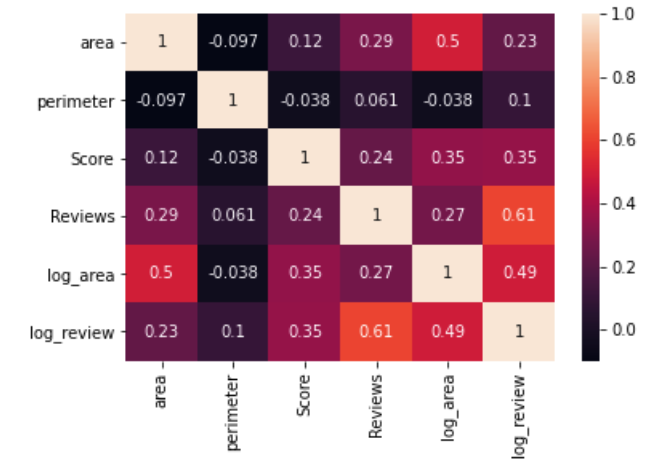 area 1 -0.097 0.12 0.29 0.5 0.23
perimeter -0.097 1 -0.038 0.061 -0.038 0.1
Score 0.12 -0.038 1 0.24 0.35 0.35
Reviews 0.29 0.061 0.24 1 0.27 0.61
log_area 0.5 -0.038 0.35 0.27 1 0.49
log_review 0.23 0.1 0.35 0.61 0.49 1
area perimeter Score Reviews log_area log_review
1.0
0.8
0.6
0.4
0.2
0.0